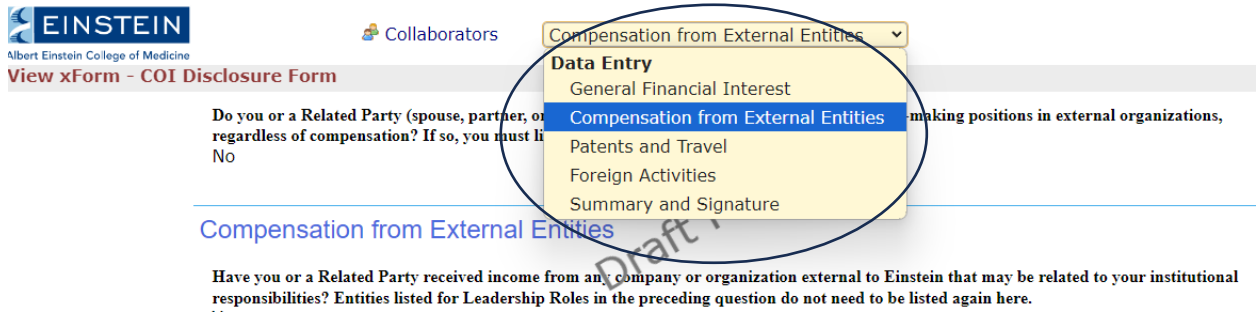 EINSTEIN
Albert Einstein College of Medicine
Collaborators
Compensation from External Entities
View xForm - COI Disclosure Form
Data Entry
General Financial Interest
Compensation from External Entities
Patents and Travel
Foreign Activities
Summary and Signature
Do you or a Related Party (spouse, partner, -making positions in external organizations,
regardless of compensation? If so, you must
No
Compensation from External Entities
Draft
Have you or a Related Party received income from any company or organization external to Einstein that may be related to your institutional
responsibilities? Entities listed for Leadership Roles in the preceding question do not need to be listed again here.